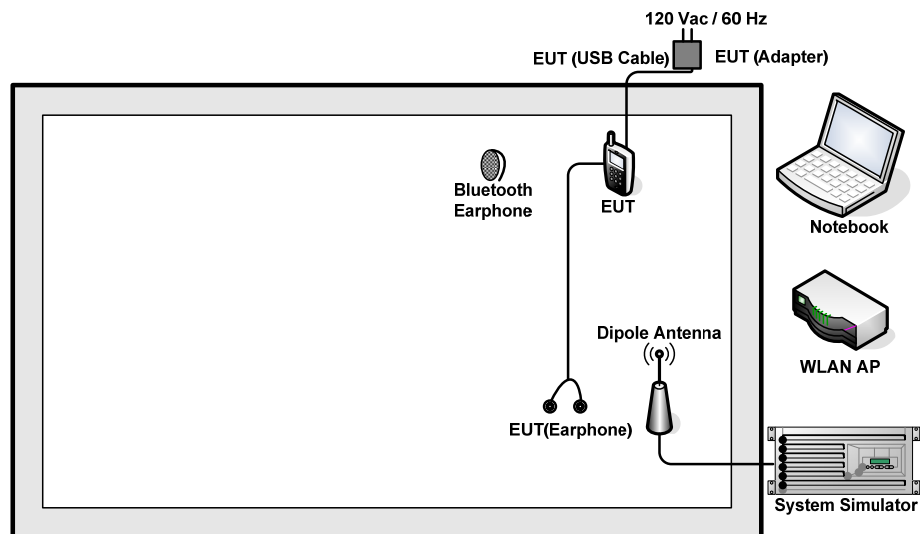 120 Vac / 60 Hz
EUT (USB Cable)
EUT (Adapter)
Bluetooth
Earphone
EUT
Notebook
Dipole Antenna
WLAN AP
EUT(Earphone)
System Simulator